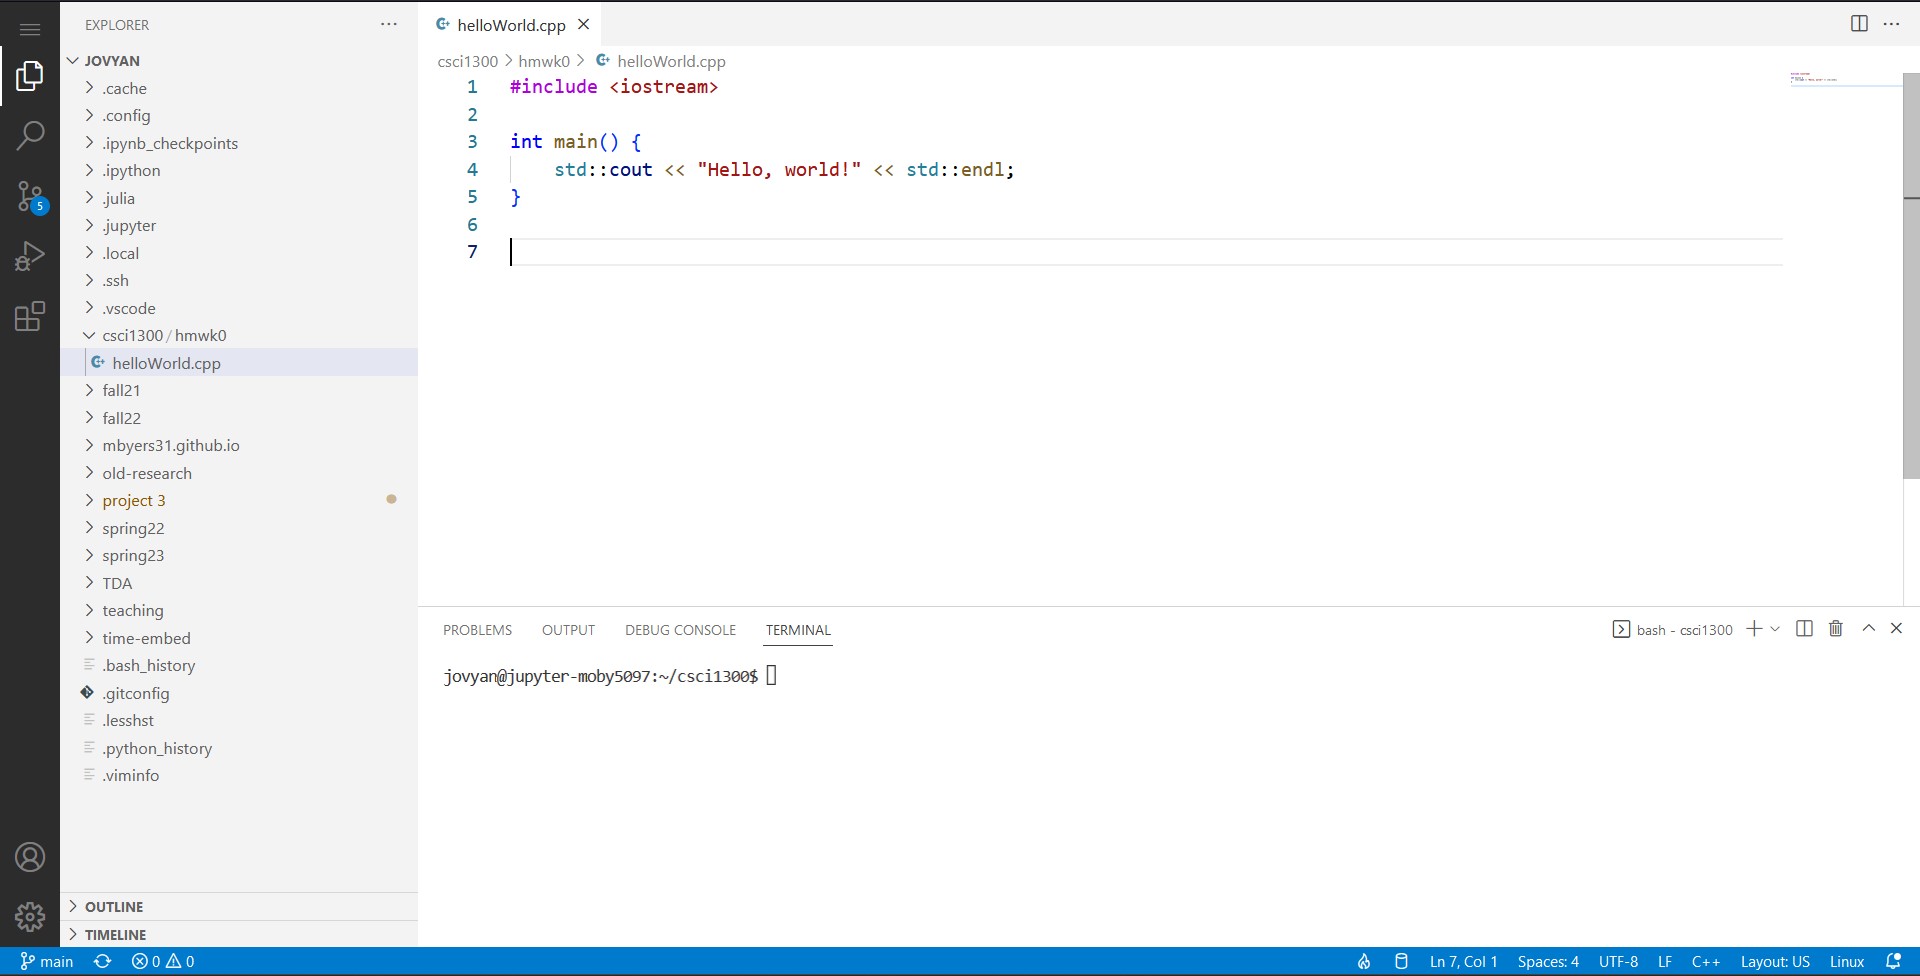 EXPLORER
JOVYAN
.cache
.config
.ipynb_checkpoints
.ipython
.julia
.jupyter
.local
.ssh
.vscode
csci1300 / hmwk0
helloWorld.cpp
fall21
fall22
mbyers31.github.io
old-research
project 3
spring22
spring23
TDA
teaching
time-embed
.bash_history
.gitconfig
.lesshst
.python_history
.viminfo
OUTLINE
TIMELINE
5
helloWorld.cpp
csci1300 > hmwk0 > helloWorld.cpp
1 #include <iostream>
2
3 int main() {
4     std::cout << "Hello, world!" << std::endl;
5 }
6
7
PROBLEMS OUTPUT DEBUG CONSOLE TERMINAL bash - csci1300
jovyan@jupyter-moby5097:~/csci1300$
main 0 0 Ln 7, Col 1 Spaces: 4 UTF-8 LF C++ Layout: US Linux